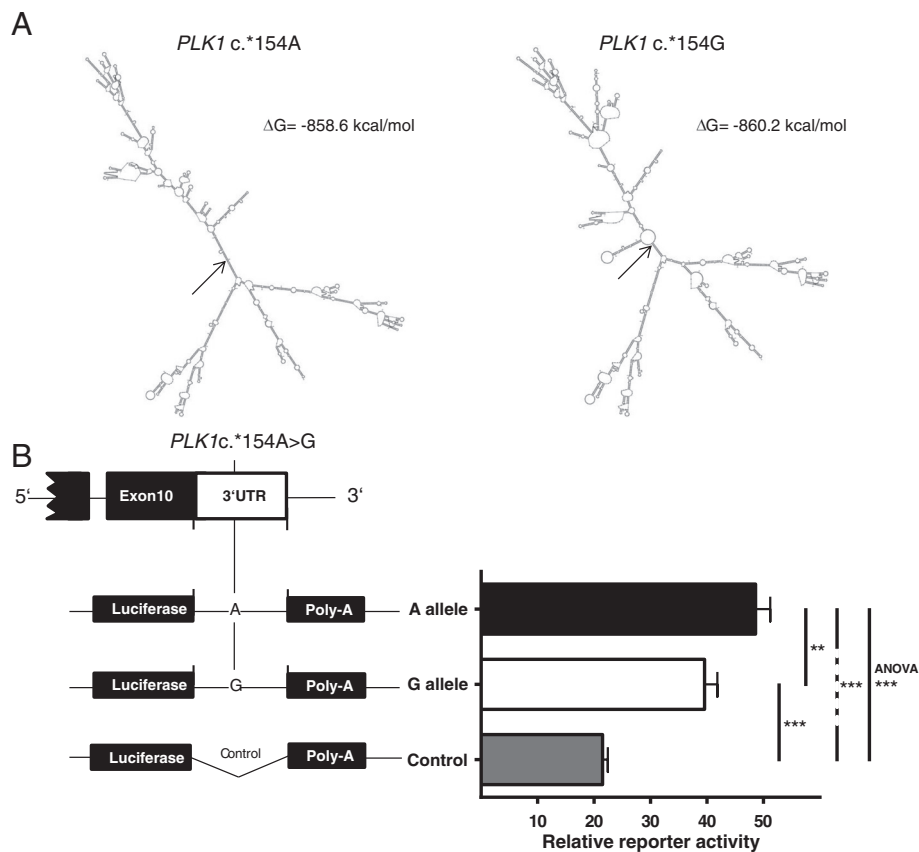 A
PLK1 c.*154A
PLK1 c.*154G
ΔG= -858.6 kcal/mol
ΔG= -860.2 kcal/mol
B
PLK1c.*154A>G
5‘
Exon10
3‘UTR
3‘
Luciferase
A
Poly-A
A allele
Luciferase
G
Poly-A
G allele
Luciferase
Control
Poly-A
Control
**
***
***
ANOVA
***
10 20 30 40 50
Relative reporter activity